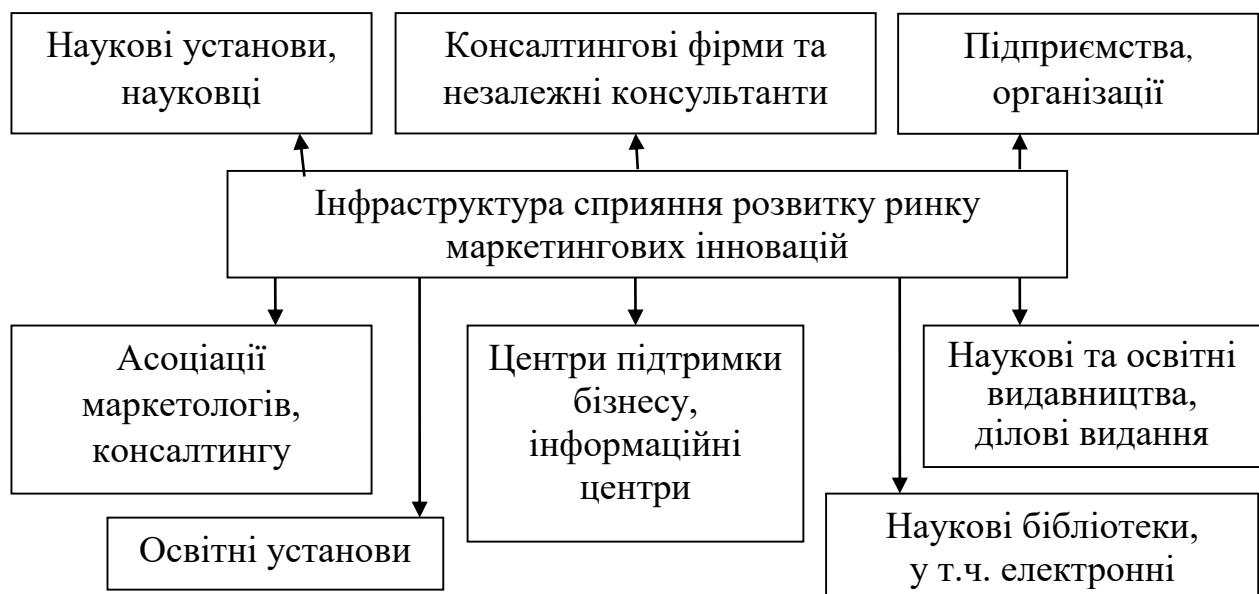 Наукові установи,
науковці
Консалтингові фірми та
незалежні консультанти
Підприємства,
організації
Інфраструктура сприяння розвитку ринку
маркетингових інновацій
Асоціації
маркетологів,
консалтингу
Центри підтримки
бізнесу,
інформаційні
центри
Наукові та освітні
видавництва,
ділові видання
Освітні установи
Наукові бібліотеки,
у т.ч. електронні